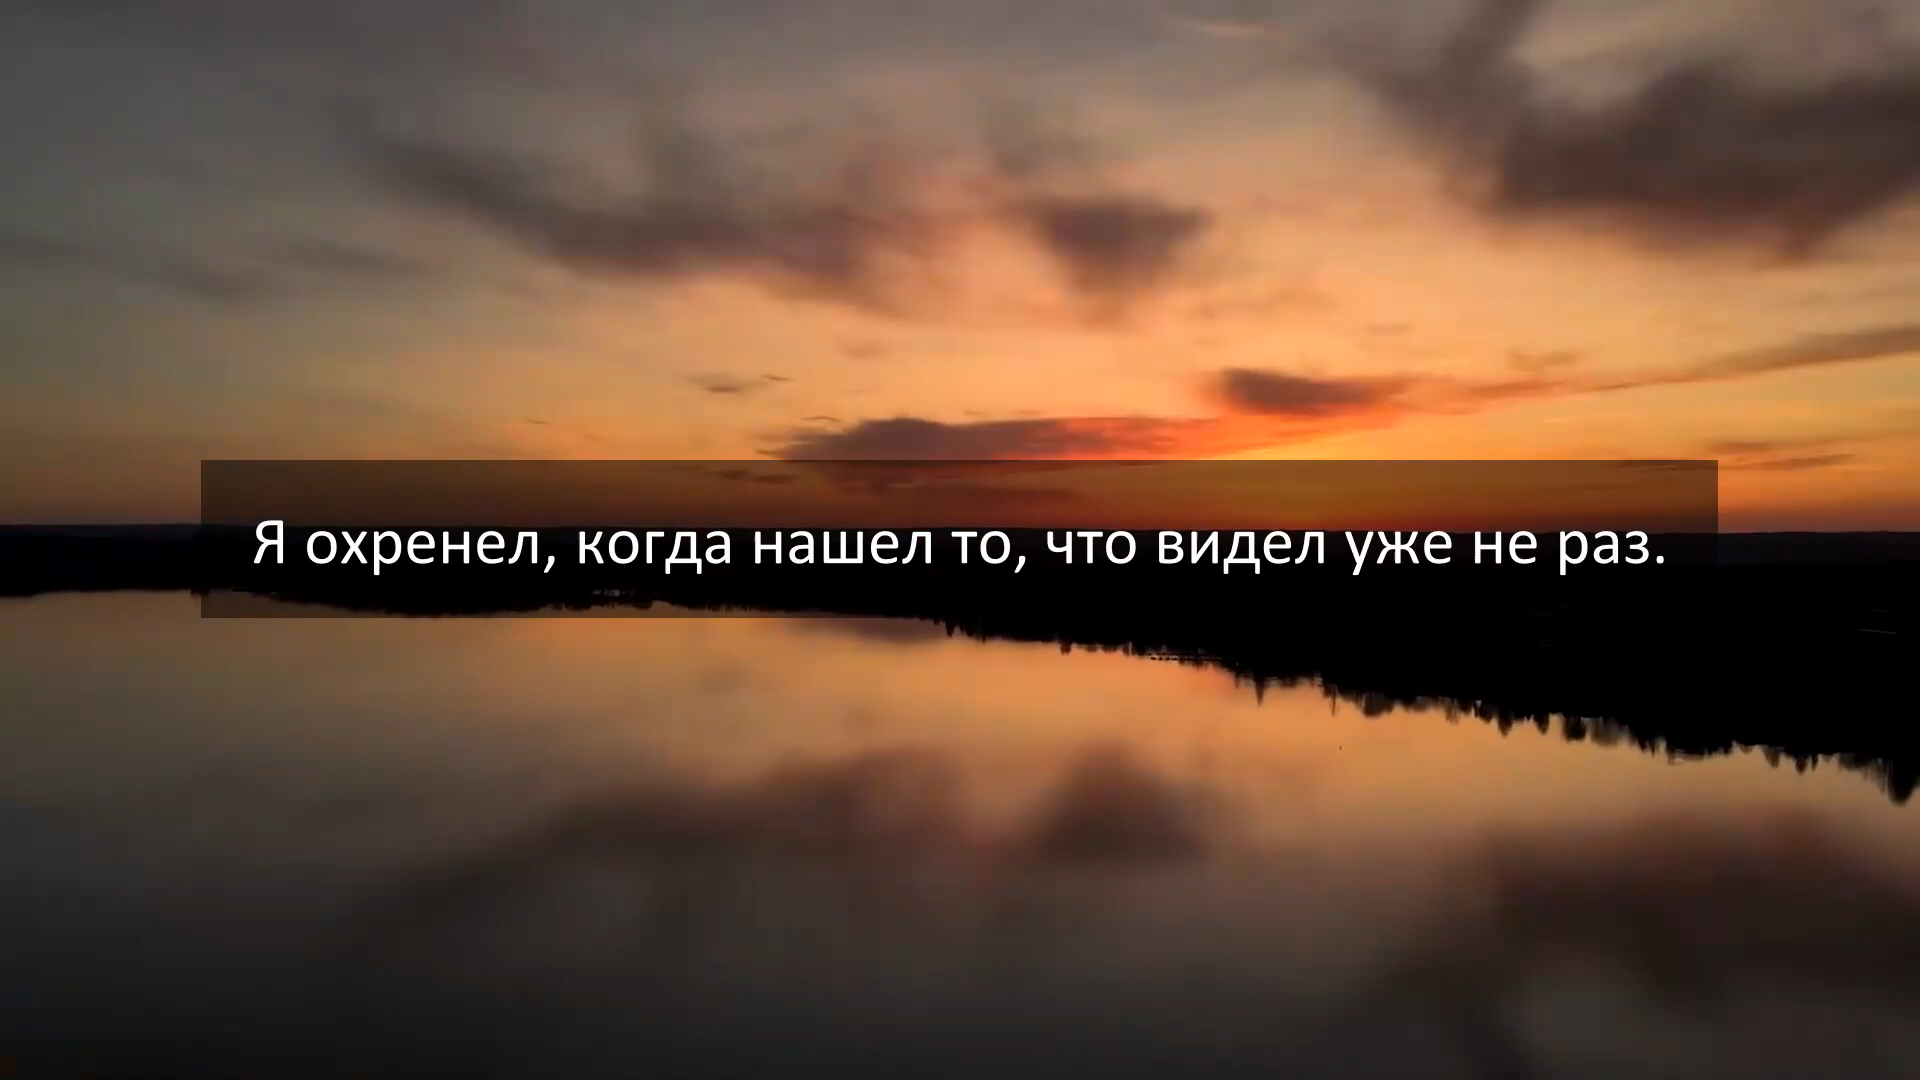 Я охренел, когда нашел то, что видел уже не раз.